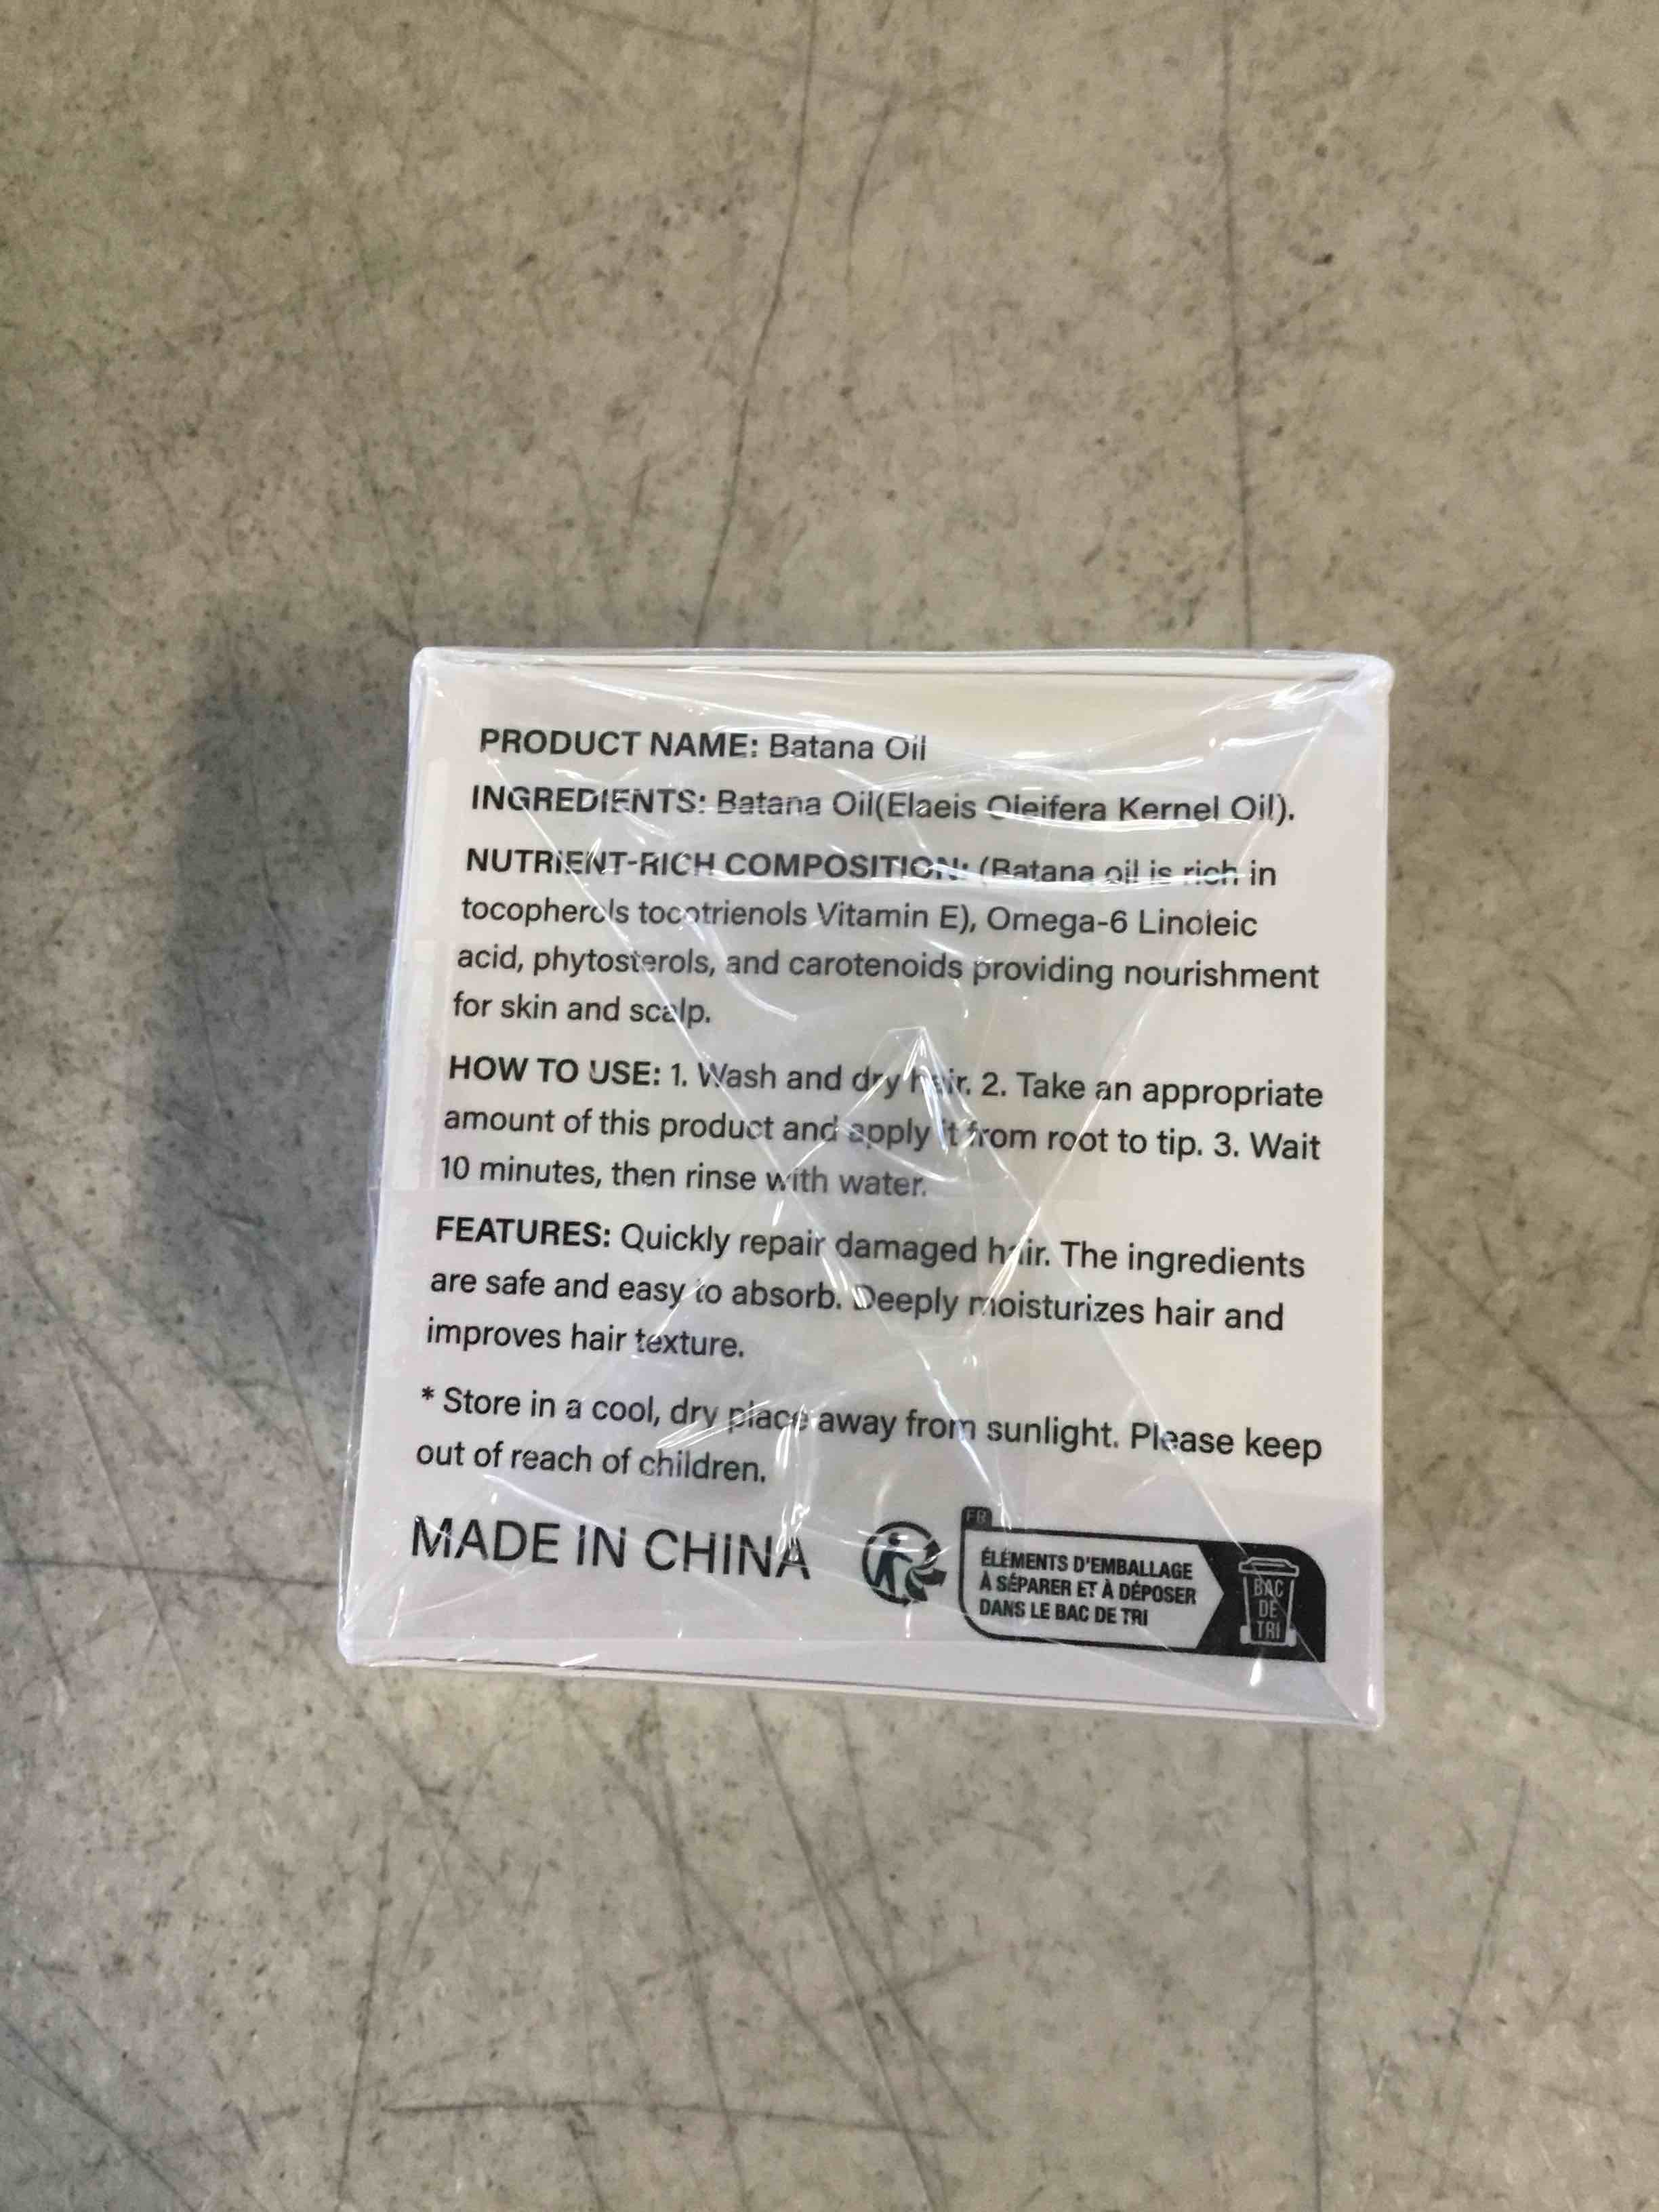 PRODUCT NAME: Batana Oil
INGREDIENTS: Batana Oil(Elaeis Oleifera Kernel Oil).
NUTRIENT-RICH COMPOSITION: (Batana oil is rich in
tocopherols tocotrienols Vitamin E), Omega-6 Linoleic
acid, phytosterols, and carotenoids providing nourishment
for skin and scalp.
HOW TO USE: 1. Wash and dry hair. 2. Take an appropriate
amount of this product and apply it from root to tip. 3. Wait
10 minutes, then rinse with water.
FEATURES: Quickly repair damaged hair. The ingredients
are safe and easy to absorb. Deeply moisturizes hair and
improves hair texture.
* Store in a cool, dry place away from sunlight. Please keep
out of reach of children.
MADE IN CHINA
FR
ÉLÉMENTS D'EMBALLAGE
À SÉPARER ET À DÉPOSER
DANS LE BAC DE TRI
BAC
DE
TRI